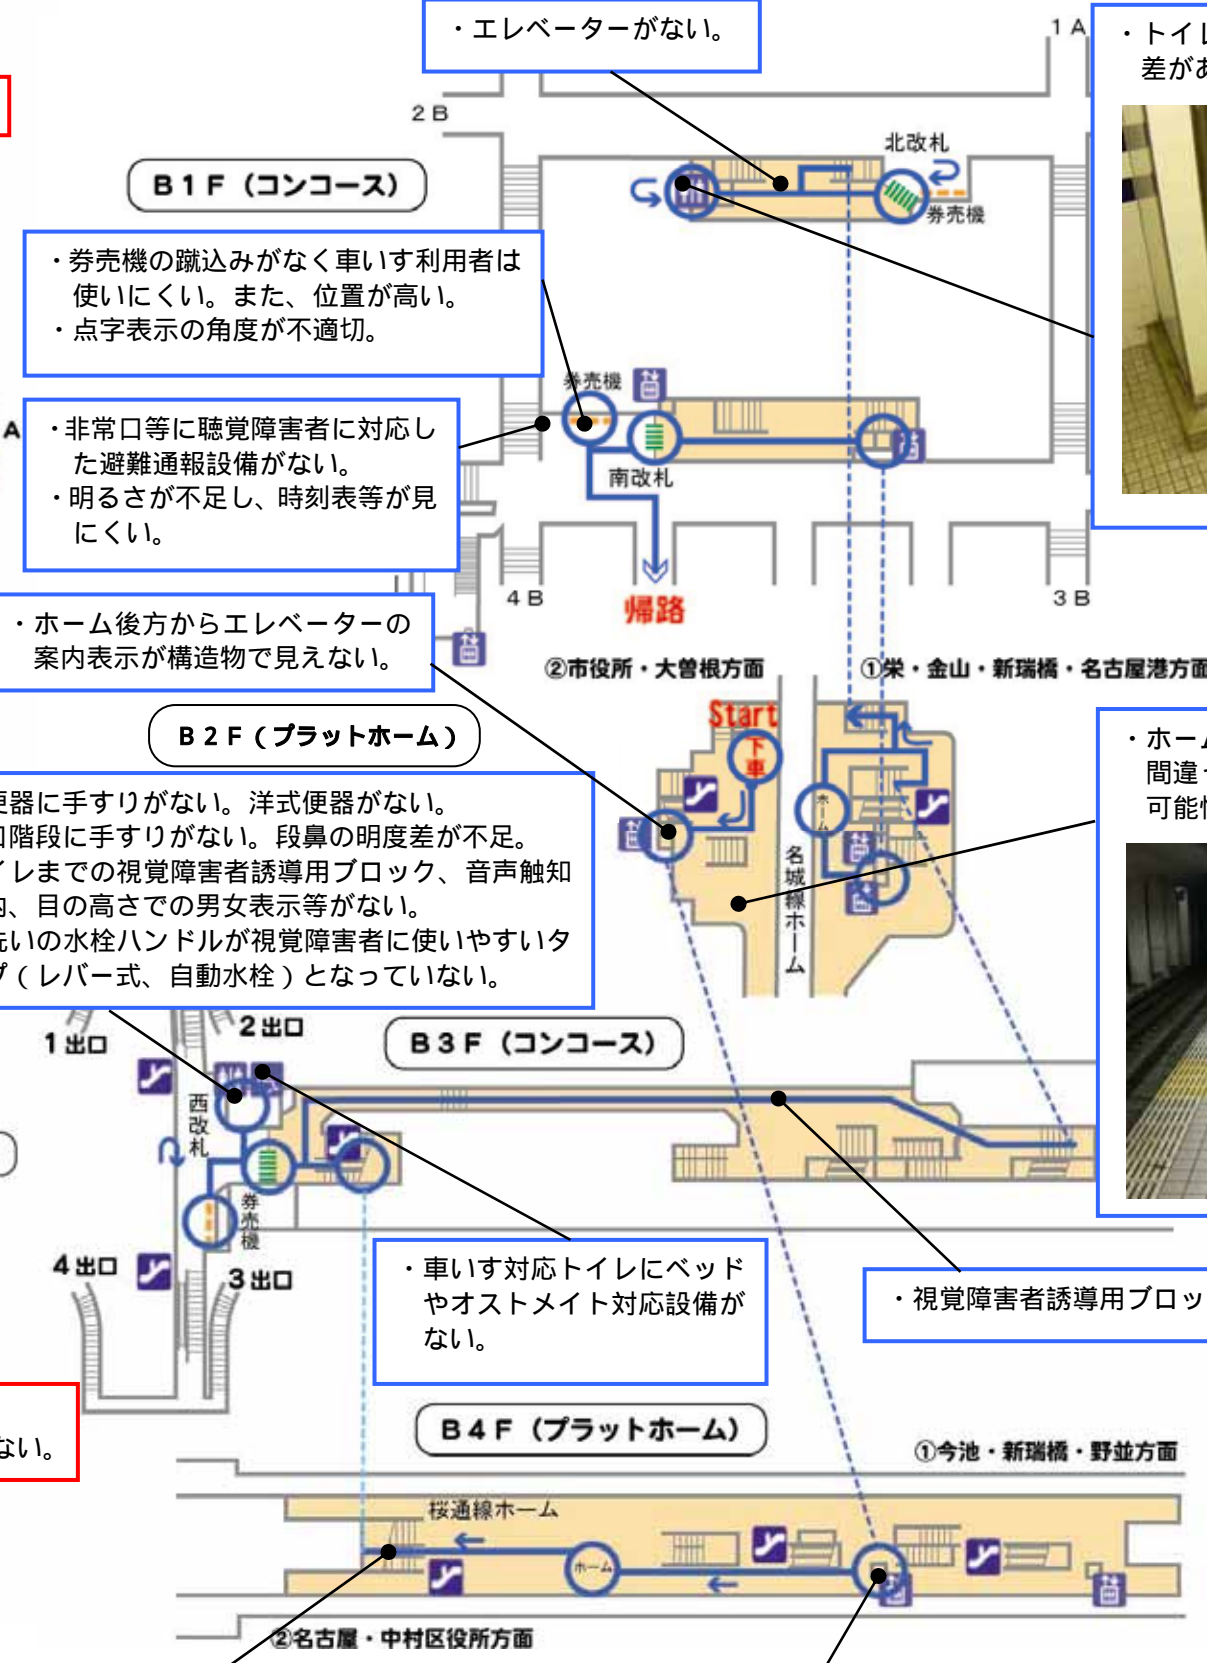 ・エレベーターがない。
1 A
・トイレ
差があ
2 B
北改札
券売機
B1F（コンコース）
・券売機の蹴込みがなく車いす利用者は
使いにくい。また、位置が高い。
・点字表示の角度が不適切。
券売機
A
・非常口等に聴覚障害者に対応し
た避難通報設備がない。
・明るさが不足し、時刻表等が見
にくい。
南改札
4 B
帰路
3 B
・ホーム後方からエレベーターの
案内表示が構造物で見えない。
②市役所・大曽根方面
①栄・金山・新瑞橋・名古屋港方面
B2F（プラットホーム）
Start
下車
ホーム
名城線ホーム
・ホーム
間違
可能性
便器に手すりがない。洋式便器がない。
口階段に手すりがない。段鼻の明度差が不足。
イレまでの視覚障害者誘導用ブロック、音声触知
内、目の高さでの男女表示等がない。
洗いの水栓ハンドルが視覚障害者に使いやすいタ
プ（レバー式、自動水栓）となっていない。
1出口
2出口
B3F（コンコース）
西改札
券売機
4出口
3出口
・車いす対応トイレにベッド
やオストメイト対応設備が
ない。
・視覚障害者誘導用ブロッ
ない。
B4F（プラットホーム）
①今池・新瑞橋・野並方面
桜通線ホーム
ホーム
②名古屋・中村区役所方面